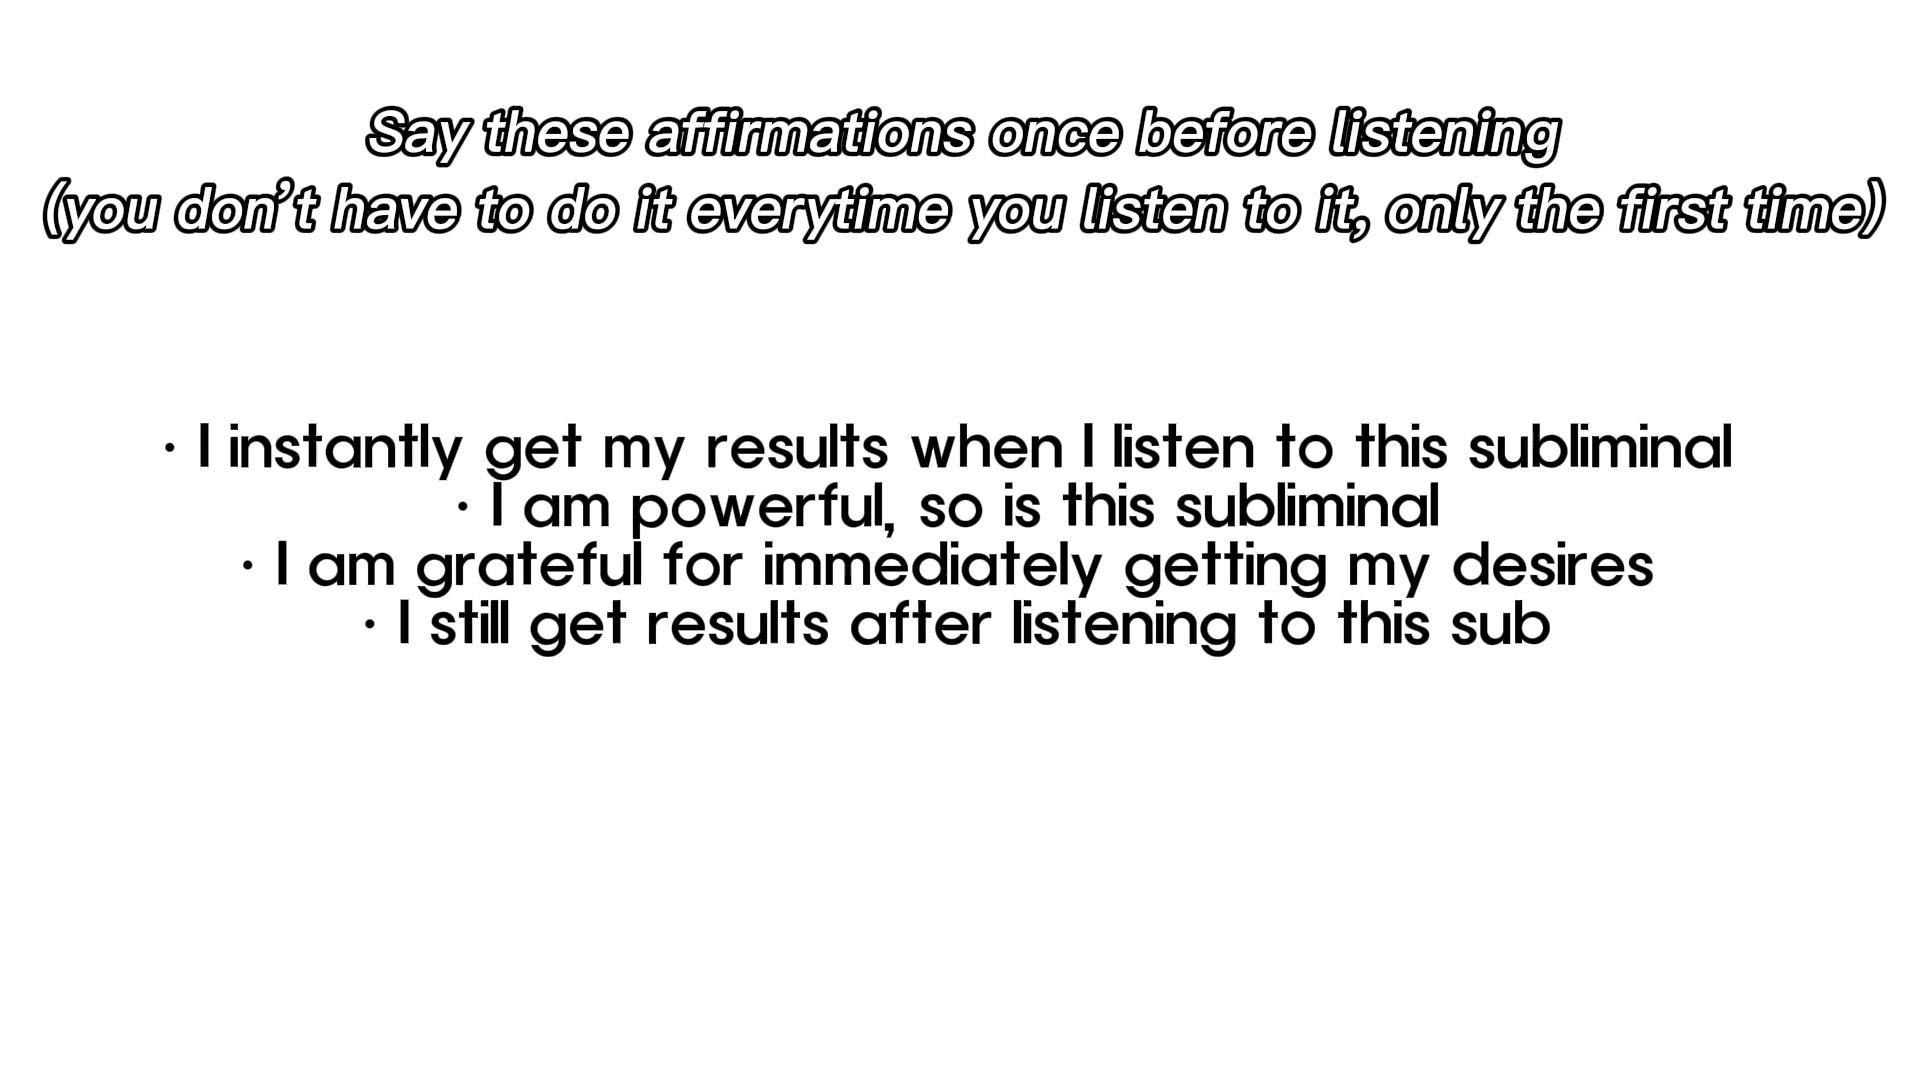 Say these affirmations once before listening
(you don't have to do it everytime you listen to it, only the first time)
· I instantly get my results when I listen to this subliminal
· I am powerful, so is this subliminal
· I am grateful for immediately getting my desires
· I still get results after listening to this sub